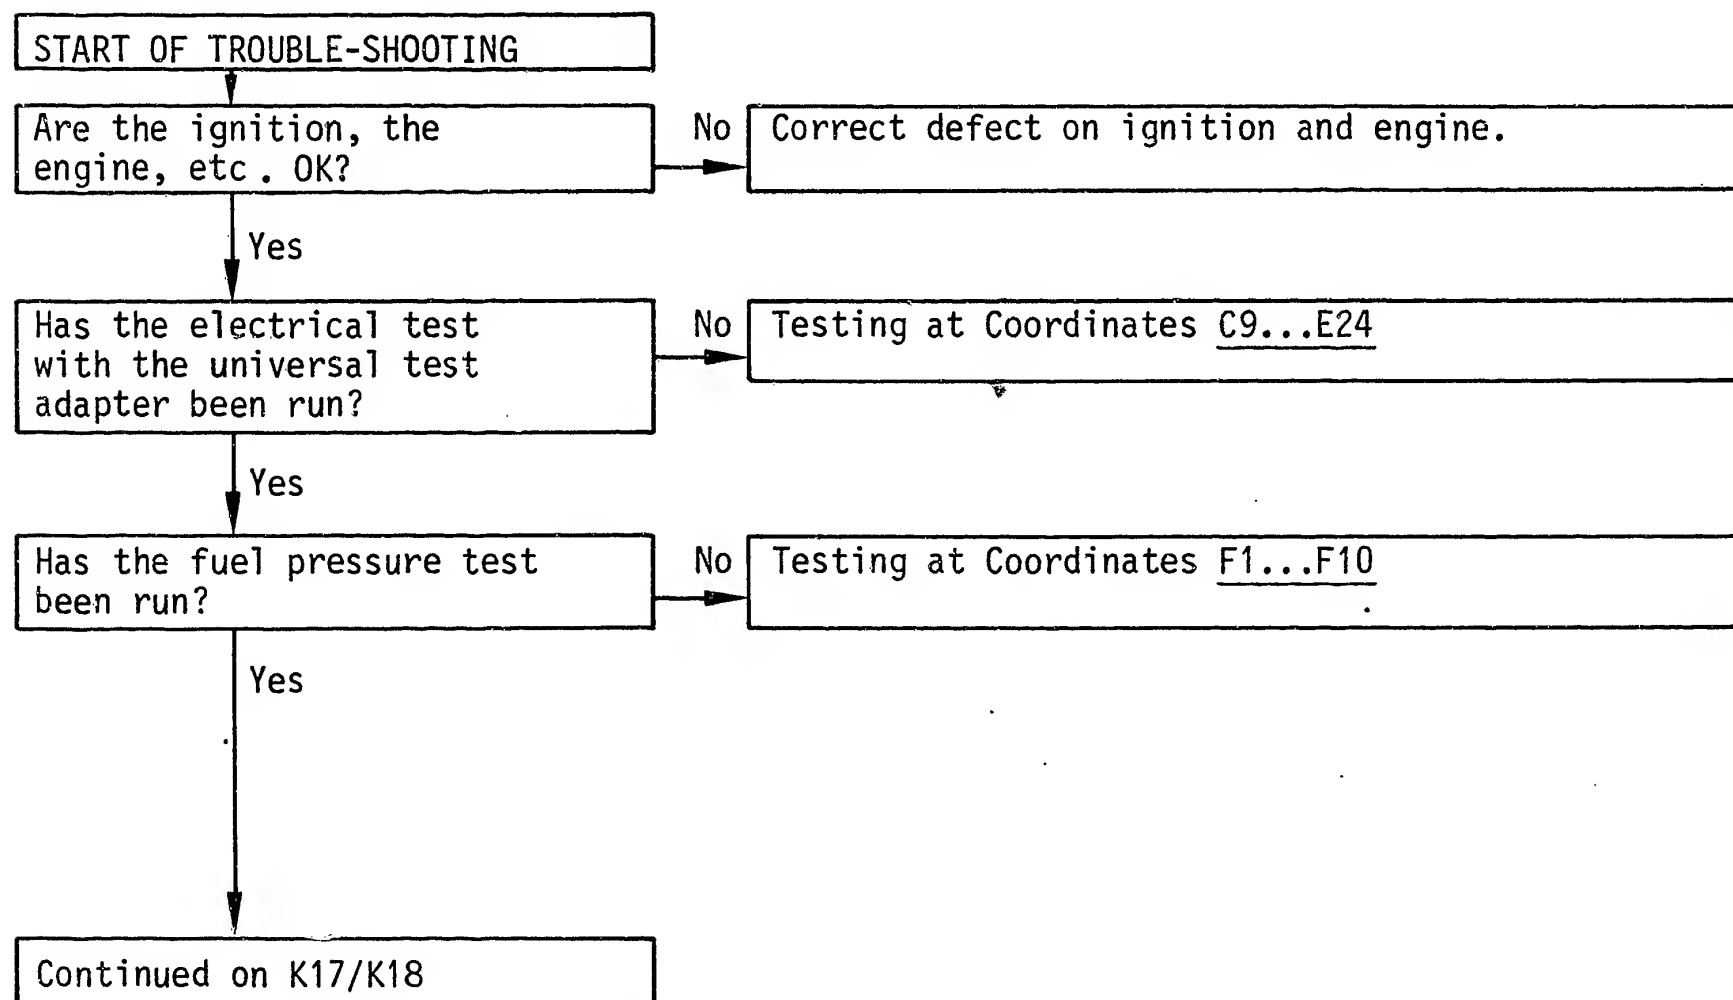 START OF TROUBLE-SHOOTING
Are the ignition, the
engine, etc. OK?
No
Correct defect on ignition and engine.
Yes
Has the electrical test
with the universal test
adapter been run?
No
Testing at Coordinates C9...E24
Yes
Has the fuel pressure test
been run?
No
Testing at Coordinates F1...F10
Yes
Continued on K17/K18